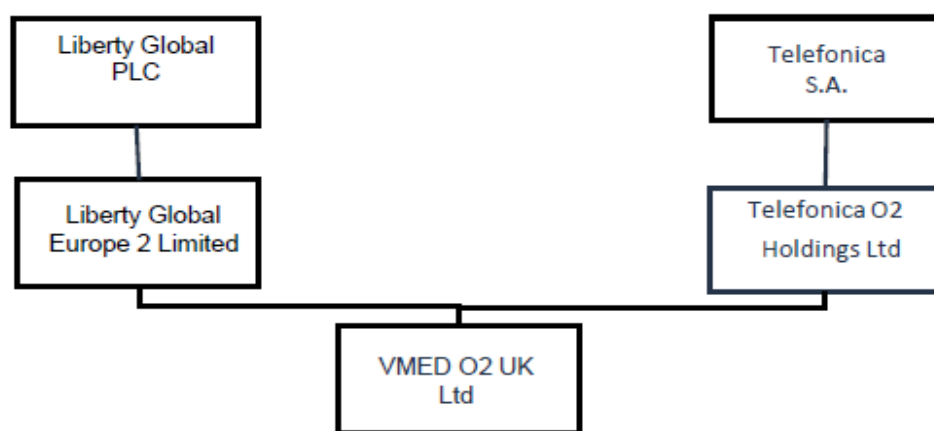 Liberty Global
PLC
Telefonica
S.A.
Liberty Global
Europe 2 Limited
Telefonica O2
Holdings Ltd
VMED O2 UK
Ltd